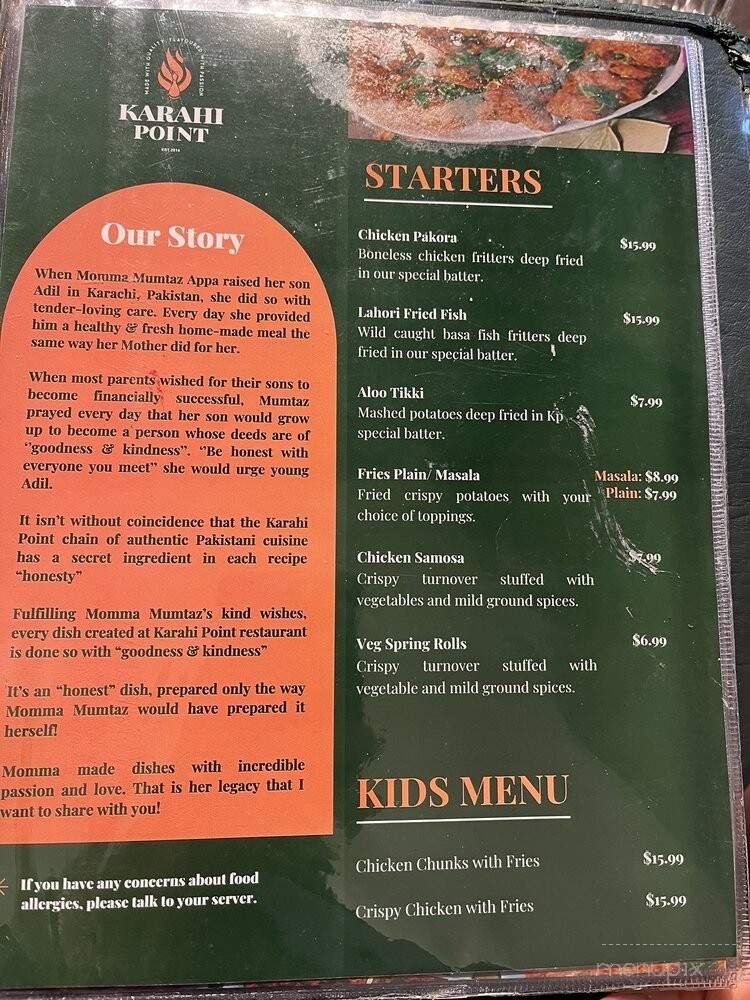 MADE WITH QUALITY, FLAVOURED WITH PASSION
KARAHI
POINT
EST 2014
Our Story
When Momma Mumtaz Appa raised her son
Adil in Karachi, Pakistan, she did so with
tender-loving care. Every day she provided
him a healthy & fresh home-made meal the
same way her Mother did for her.
When most parents wished for their sons to
become financially successful, Mumtaz
prayed every day that her son would grow
up to become a person whose deeds are of
“goodness & kindness”. “Be honest with
everyone you meet” she would urge young
Adil.
It isn’t without coincidence that the Karahi
Point chain of authentic Pakistani cuisine
has a secret ingredient in each recipe
“honesty”
Fulfilling Momma Mumtaz’s kind wishes,
every dish created at Karahi Point restaurant
is done so with “goodness & kindness”
It’s an “honest” dish, prepared only the way
Momma Mumtaz would have prepared it
herself!
Momma made dishes with incredible
passion and love. That is her legacy that I
want to share with you!
If you have any concerns about food
allergies, please talk to your server.
STARTERS
Chicken Pakora $15.99
Boneless chicken fritters deep fried
in our special batter.
Lahori Fried Fish $15.99
Wild caught basa fish fritters deep
fried in our special batter.
Aloo Tikki $7.99
Mashed potatoes deep fried in Kp
special batter.
Fries Plain/ Masala Masala: $8.99
Fried crispy potatoes with your Plain: $7.99
choice of toppings.
Chicken Samosa $7.99
Crispy turnover stuffed with
vegetables and mild ground spices.
Veg Spring Rolls $6.99
Crispy turnover stuffed with
vegetable and mild ground spices.
KIDS MENU
Chicken Chunks with Fries $15.99
Crispy Chicken with Fries $15.99
menupix